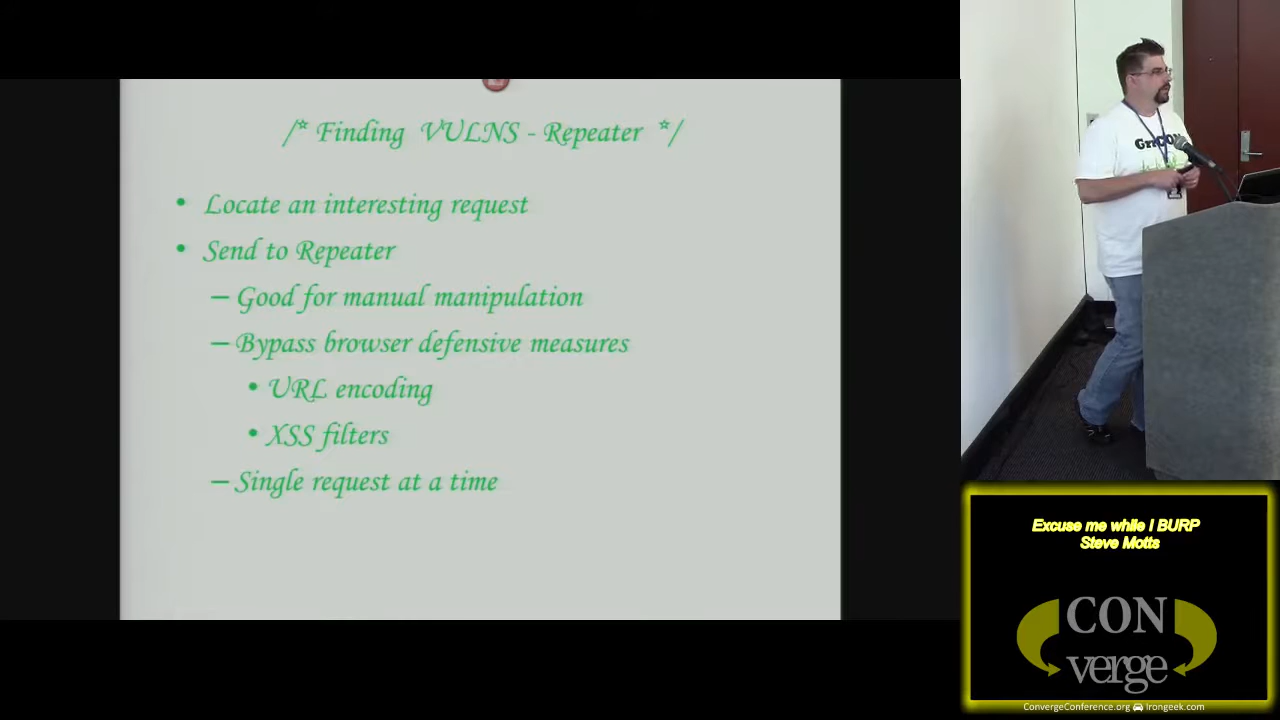 /* Finding VULNS - Repeater */
• Locate an interesting request
• Send to Repeater
– Good for manual manipulation
– Bypass browser defensive measures
• URL encoding
• XSS filters
– Single request at a time
GrrCON
Excuse me while I BURP
Steve Motts
CON
verge
ConvergeConference.org Irongeek.com